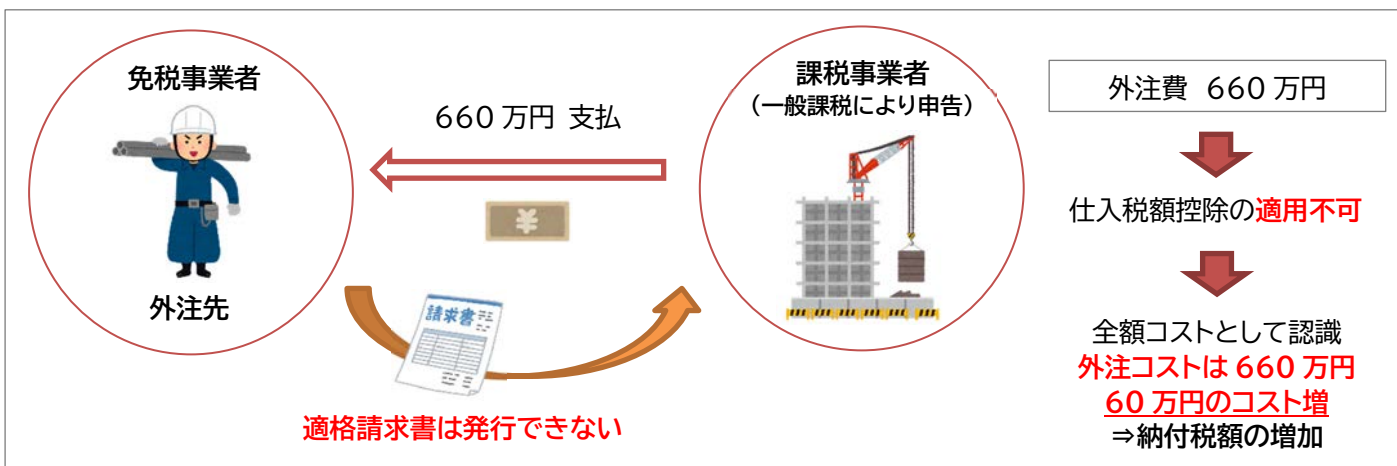 免税事業者
外注先
660 万円 支払
¥
請求書
適格請求書は発行できない
課税事業者
（一般課税により申告）
外注費 660 万円
仕入税額控除の適用不可
全額コストとして認識
外注コストは 660 万円
60 万円のコスト増
⇒納付税額の増加